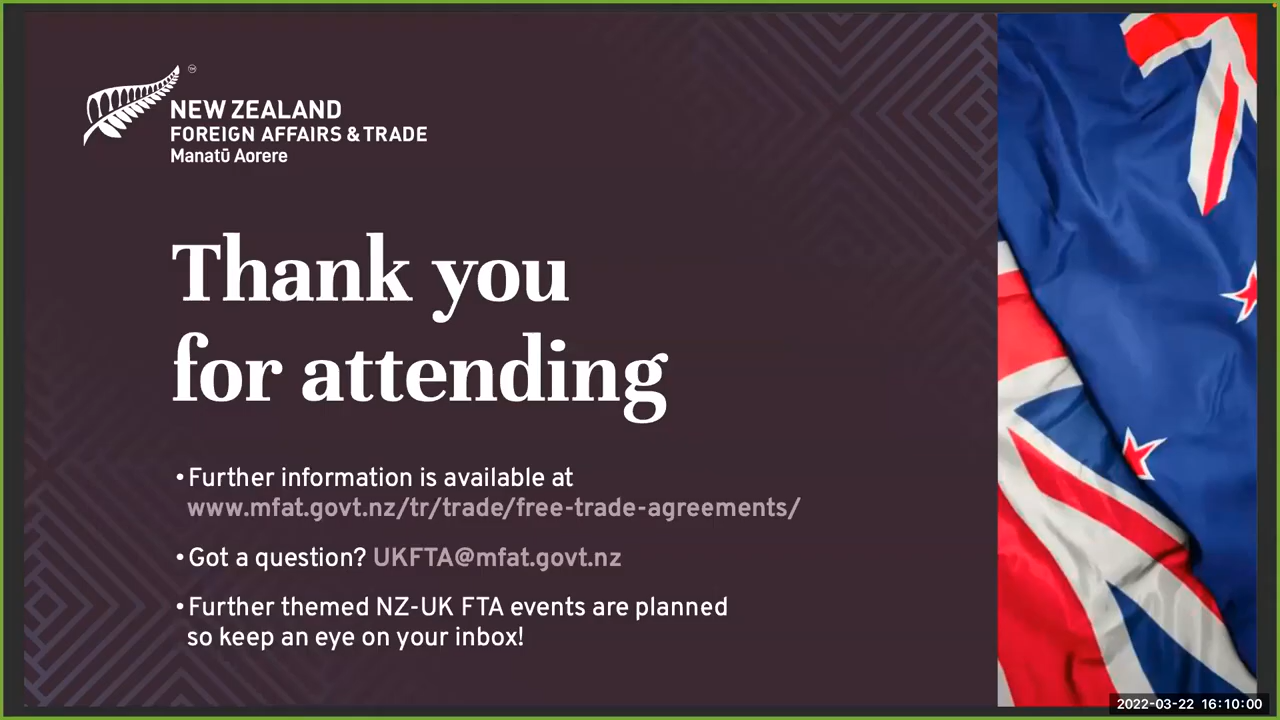 NEW ZEALAND
FOREIGN AFFAIRS & TRADE
Manatū Aorere
TM
Thank you
for attending
• Further information is available at
www.mfat.govt.nz/tr/trade/free-trade-agreements/
• Got a question? UKFTA@mfat.govt.nz
• Further themed NZ-UK FTA events are planned
so keep an eye on your inbox!
2022-03-22 16:10:00